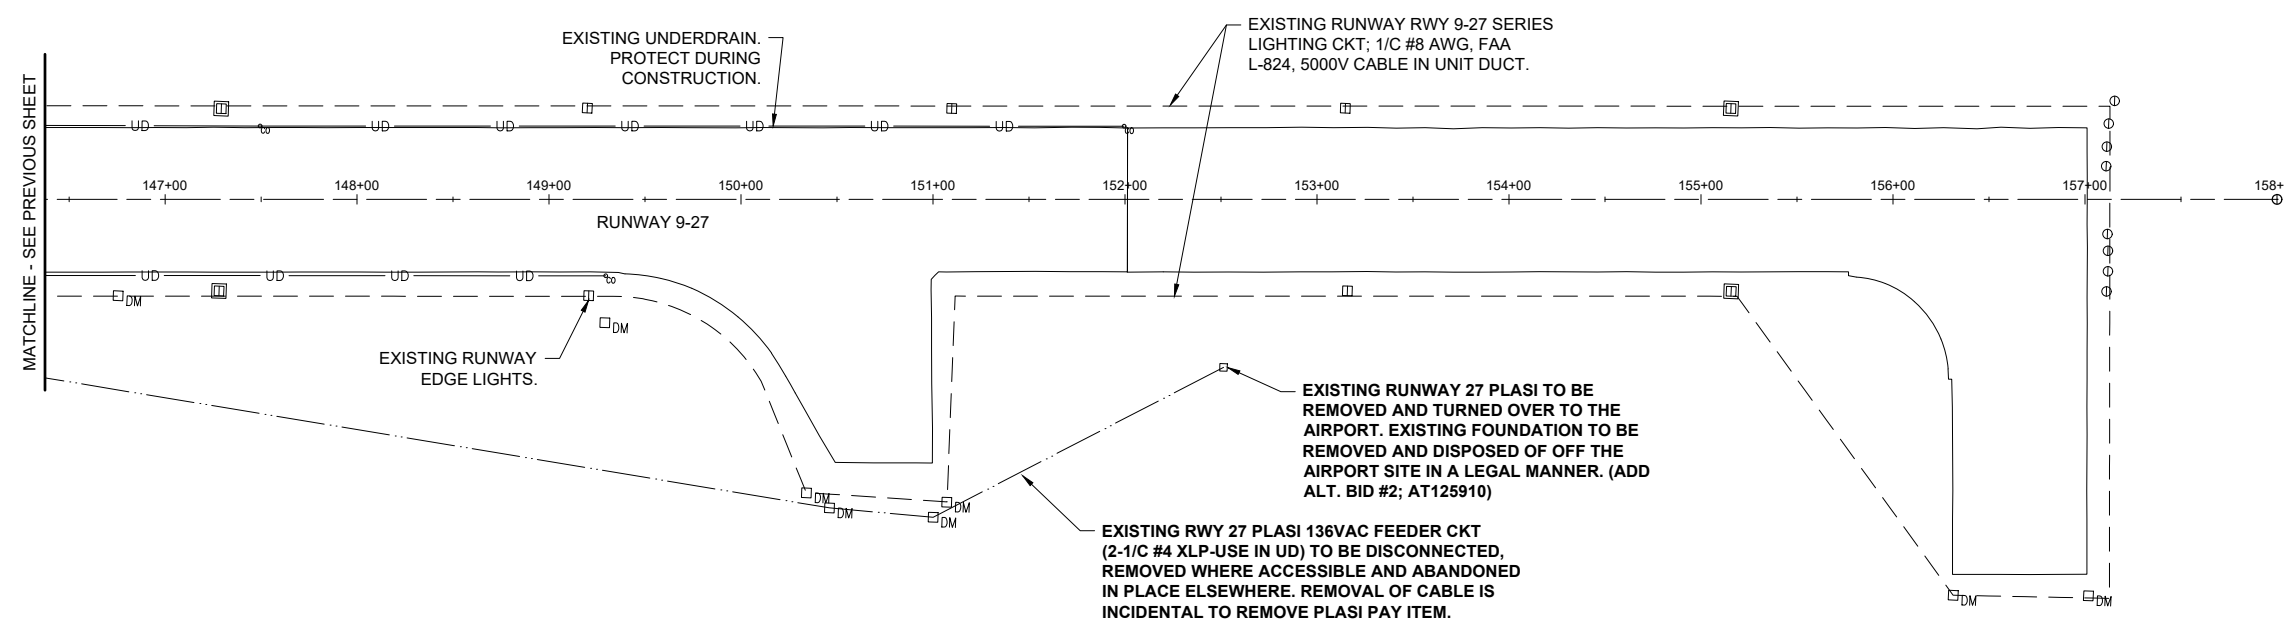 EXISTING RUNWAY RWY 9-27 SERIES
LIGHTING CKT; 1/C #8 AWG, FAA
L-824, 5000V CABLE IN UNIT DUCT.
EXISTING UNDERDRAIN.
PROTECT DURING
CONSTRUCTION.
MATCHLINE - SEE PREVIOUS SHEET
UD
UD
UD
UD
UD
UD
UD
UD
147+00
148+00
149+00
150+00
151+00
152+00
153+00
154+00
155+00
156+00
157+00
158+
RUNWAY 9-27
UD
UD
UD
UD
DM
DM
EXISTING RUNWAY
EDGE LIGHTS.
EXISTING RUNWAY 27 PLASI TO BE
REMOVED AND TURNED OVER TO THE
AIRPORT. EXISTING FOUNDATION TO BE
REMOVED AND DISPOSED OF OFF THE
AIRPORT SITE IN A LEGAL MANNER. (ADD
ALT. BID #2; AT125910)
DM
DM
DM
DM
EXISTING RWY 27 PLASI 136VAC FEEDER CKT
(2-1/C #4 XLP-USE IN UD) TO BE DISCONNECTED,
REMOVED WHERE ACCESSIBLE AND ABANDONED
IN PLACE ELSEWHERE. REMOVAL OF CABLE IS
INCIDENTAL TO REMOVE PLASI PAY ITEM.
DM
DM